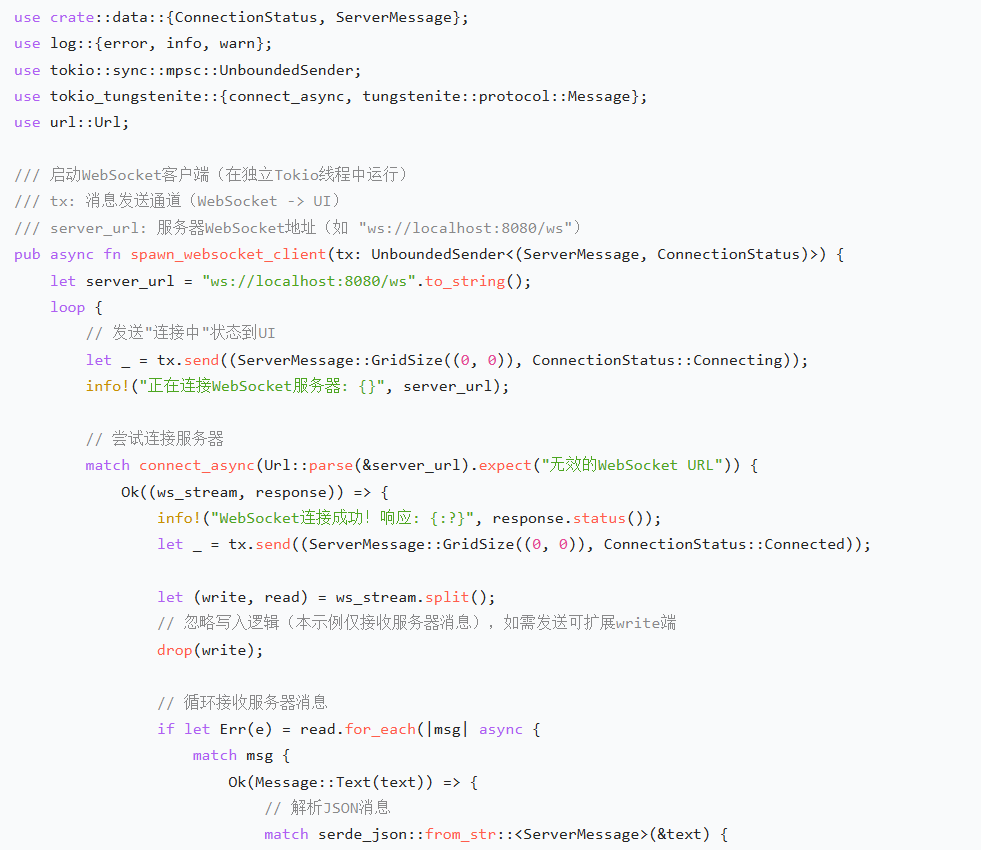 use crate::data::{ConnectionStatus, ServerMessage};
use log::{error, info, warn};
use tokio::sync::mpsc::UnboundedSender;
use tokio_tungstenite::{connect_async, tungstenite::protocol::Message};
use url::Url;

/// 启动WebSocket客户端（在独立Tokio线程中运行）
/// tx: 消息发送通道（WebSocket -> UI）
/// server_url: 服务器WebSocket地址（如 "ws://localhost:8080/ws"）
pub async fn spawn_websocket_client(tx: UnboundedSender<(ServerMessage, ConnectionStatus)>) {
    let server_url = "ws://localhost:8080/ws".to_string();
    loop {
        // 发送"连接中"状态到UI
        let _ = tx.send((ServerMessage::GridSize((0, 0)), ConnectionStatus::Connecting));
        info!("正在连接WebSocket服务器: {}", server_url);

        // 尝试连接服务器
        match connect_async(Url::parse(&server_url).expect("无效的WebSocket URL")) {
            Ok((ws_stream, response)) => {
                info!("WebSocket连接成功！响应: {:?}", response.status());
                let _ = tx.send((ServerMessage::GridSize((0, 0)), ConnectionStatus::Connected));

                let (write, read) = ws_stream.split();
                // 忽略写入逻辑（本示例仅接收服务器消息），如需发送可扩展write端
                drop(write);

                // 循环接收服务器消息
                if let Err(e) = read.for_each(|msg| async {
                    match msg {
                        Ok(Message::Text(text)) => {
                            // 解析JSON消息
                            match serde_json::from_str::<ServerMessage>(&text) {